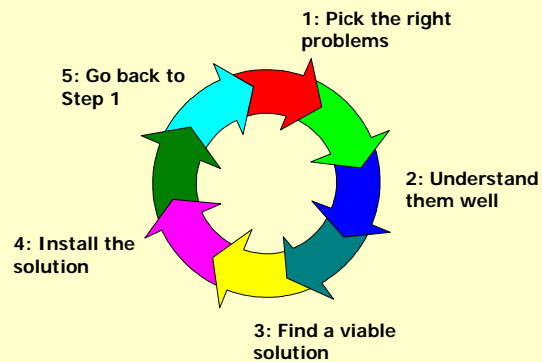 1: Pick the right
problems
2: Understand
them well
3: Find a viable
solution
4: Install the
solution
5: Go back to
Step 1